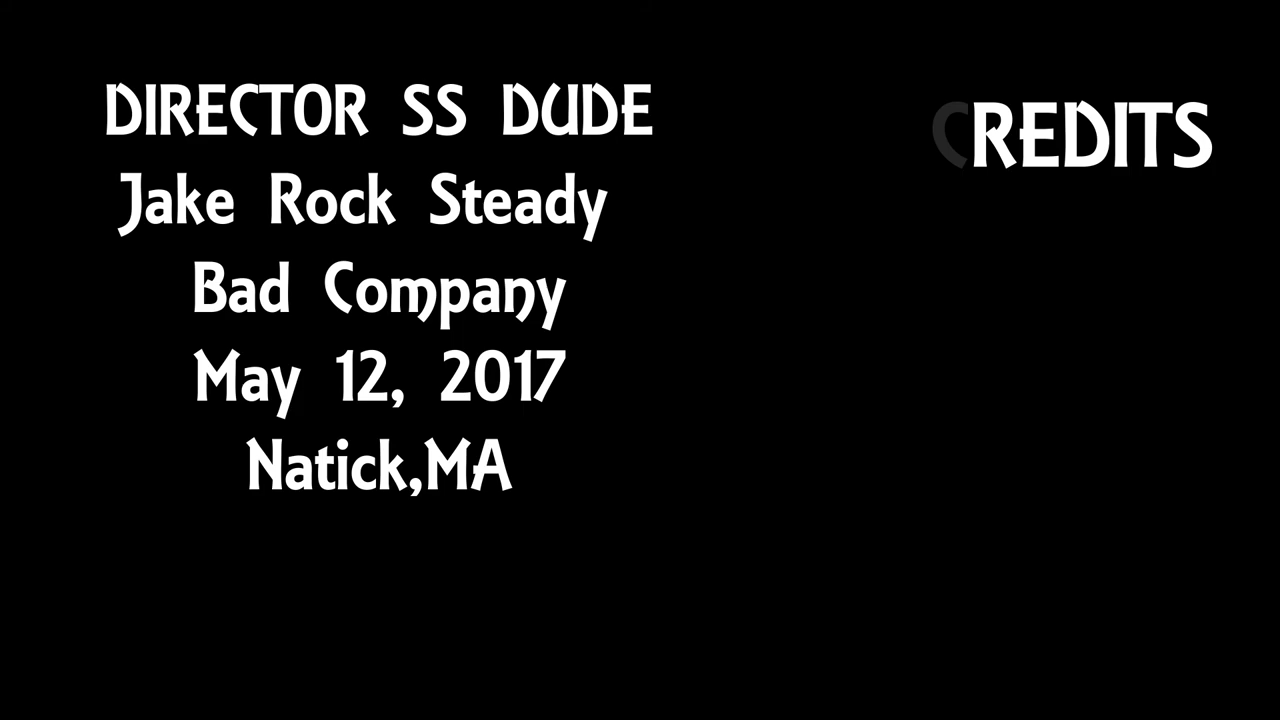 DIRECTOR SS DUDE
Jake Rock Steady
Bad Company
May 12, 2017
Natick,MA
CREDITS